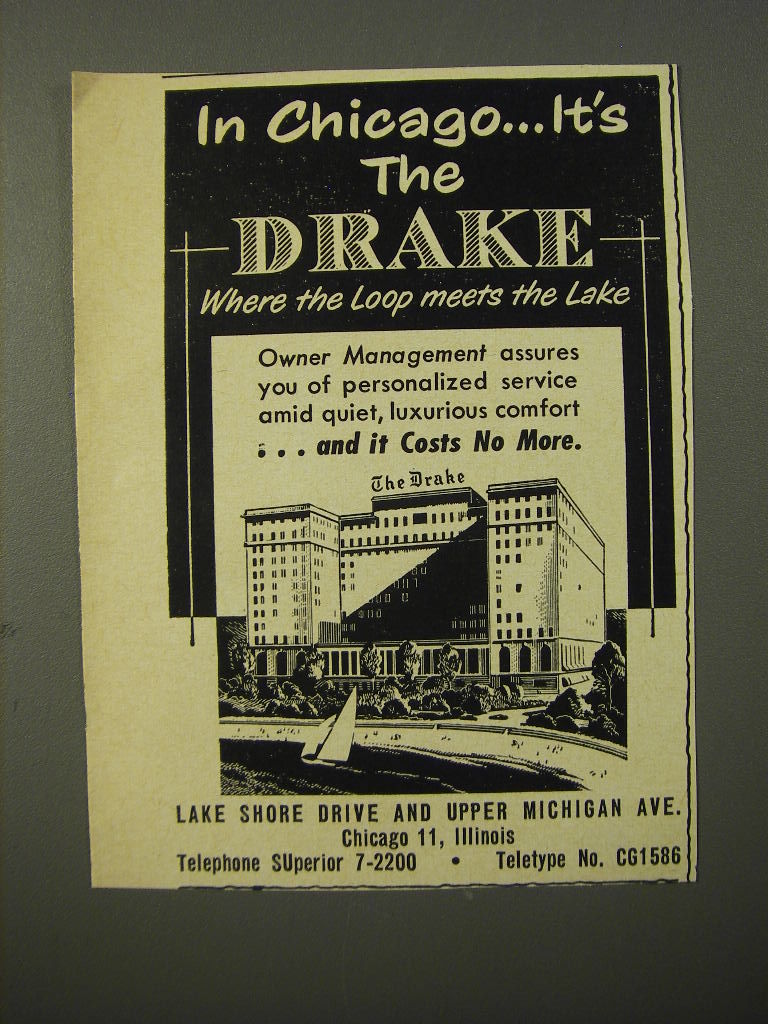 In Chicago...It's
The
DRAKE
Where the Loop meets the Lake
Owner Management assures
you of personalized service
amid quiet, luxurious comfort
... and it Costs No More.
The Drake
LAKE SHORE DRIVE AND UPPER MICHIGAN AVE.
Chicago 11, Illinois
Telephone SUperior 7-2200 • Teletype No. CG1586